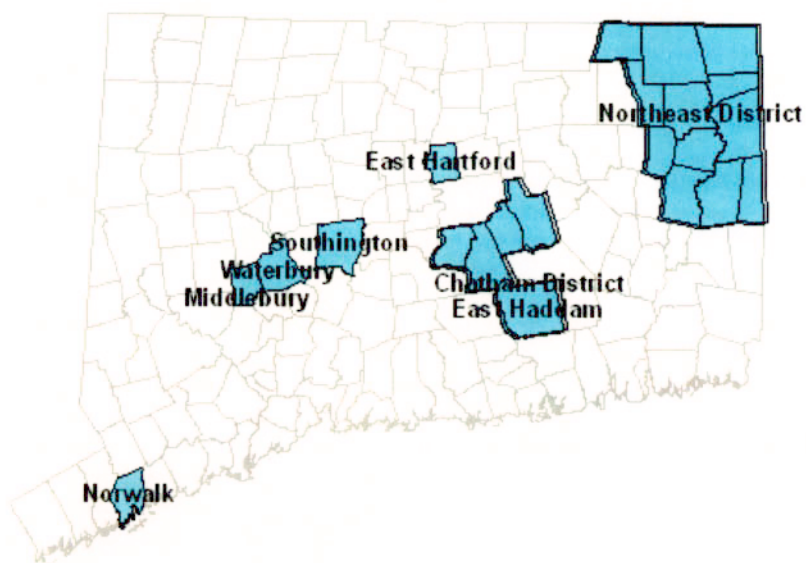 Northeast District
East Hartford
Southington
Waterbury
Middlebury
Chatham District
East Haddam
Norwalk